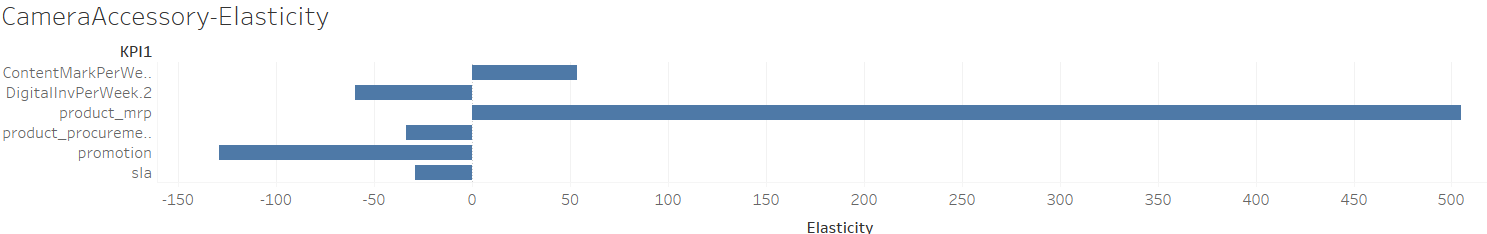 CameraAccessory-Elasticity
KPI1
ContentMarkPerWe..
DigitalInvPerWeek.2
product_mrp
product_procureme..
promotion
sla
-150 -100 -50 0 50 100 150 200 250 300 350 400 450 500
Elasticity